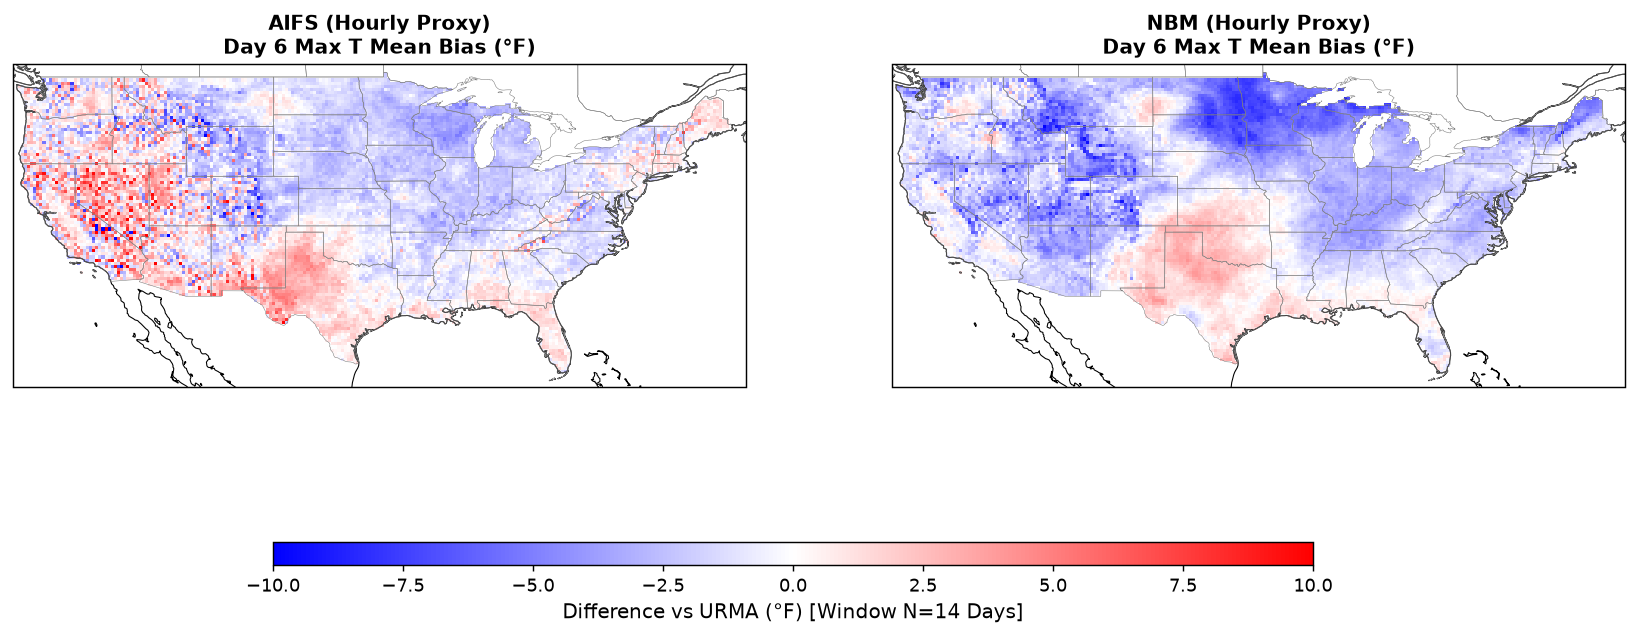 AIFS (Hourly Proxy)
Day 6 Max T Mean Bias (°F)
NBM (Hourly Proxy)
Day 6 Max T Mean Bias (°F)
−10.0 −7.5 −5.0 −2.5 0.0 2.5 5.0 7.5 10.0
Difference vs URMA (°F) [Window N=14 Days]